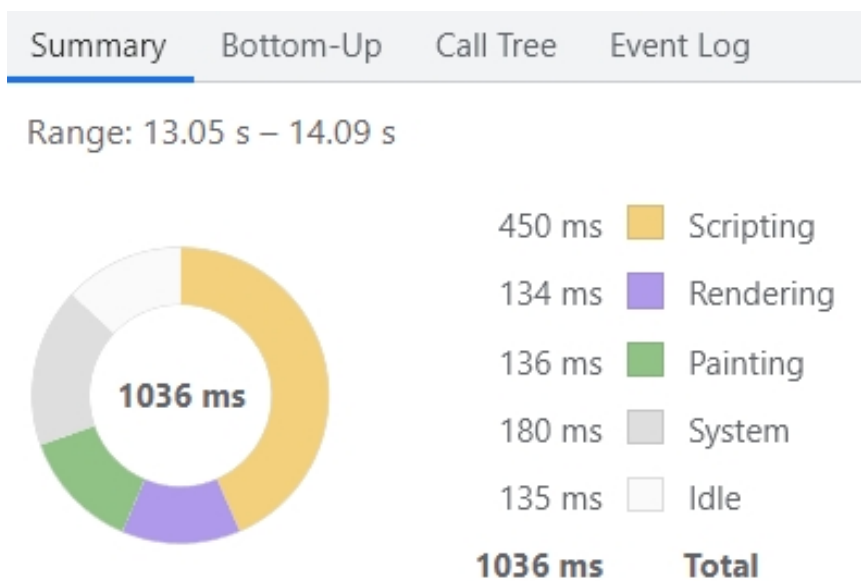 Summary Bottom-Up Call Tree Event Log
Range: 13.05 s – 14.09 s
450 ms Scripting
134 ms Rendering
136 ms Painting
180 ms System
135 ms Idle
1036 ms Total
1036 ms